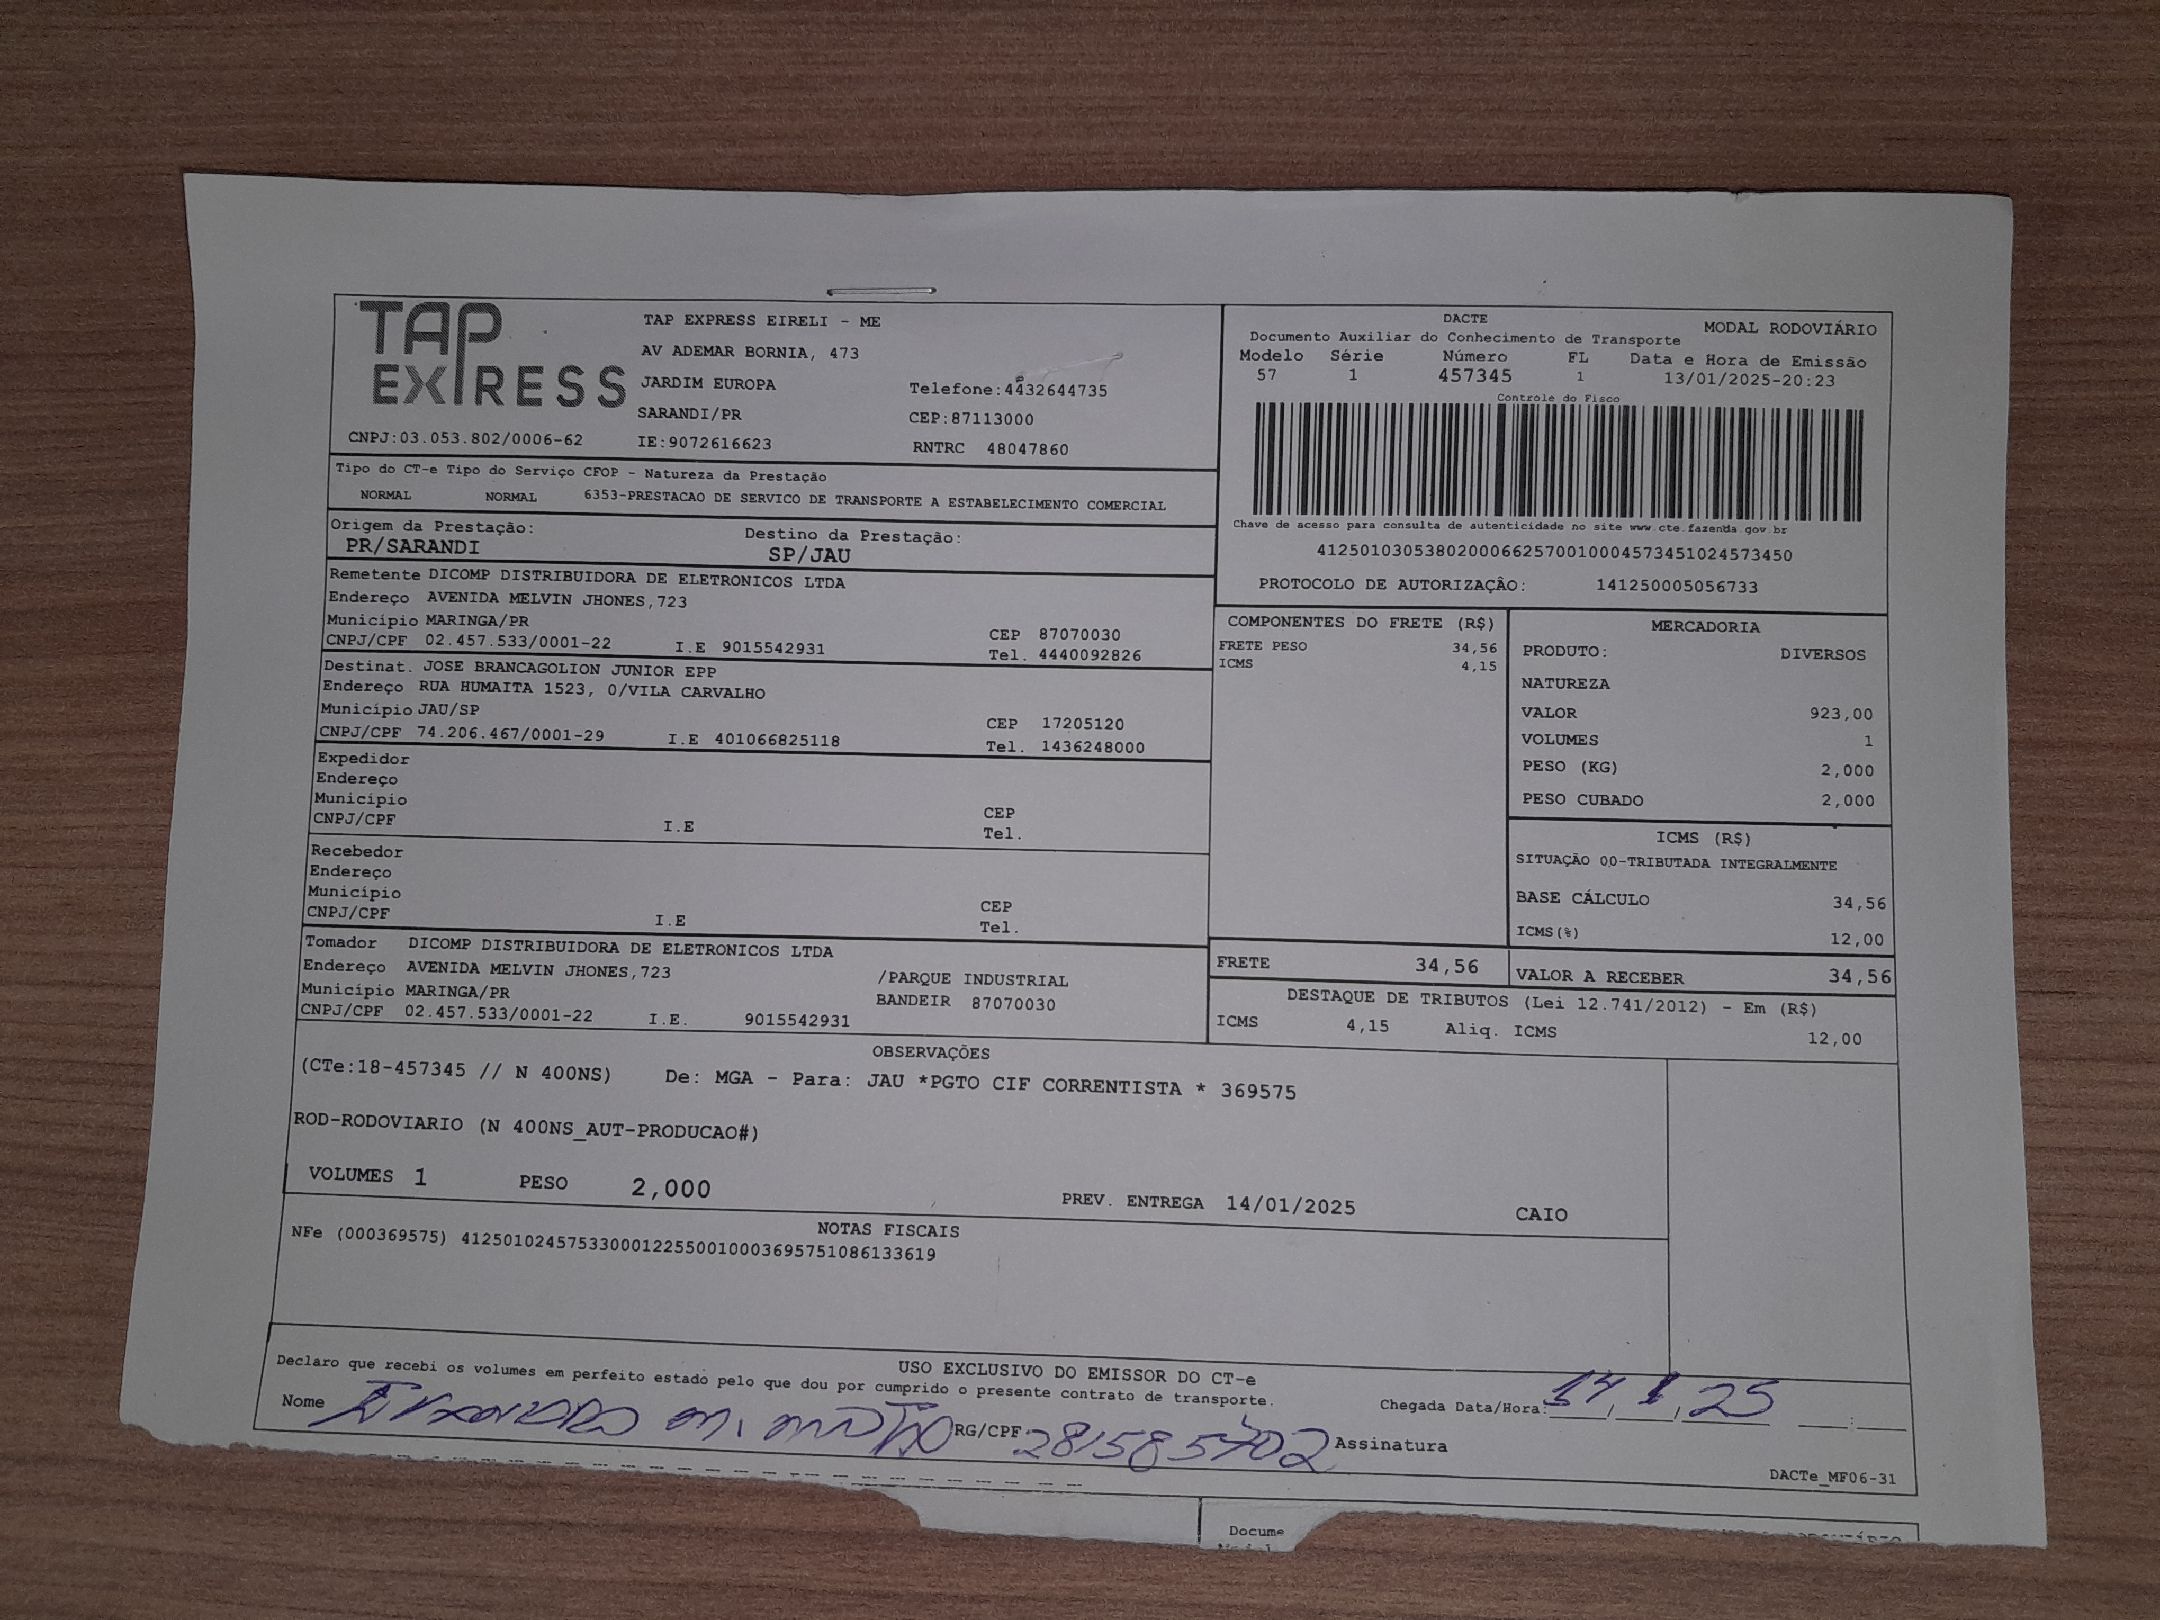 TAP
EXPRESS
TAP EXPRESS EIRELI - ME
AV ADEMAR BORNIA, 473
JARDIM EUROPA
Telefone:4432644735
SARANDI/PR
CEP:87113000
CNPJ:03.053.802/0006-62
IE:9072616623
RNTRC 48047860
DACTE
MODAL RODOVIÁRIO
Documento Auxiliar do Conhecimento de Transporte
Modelo Série Número FL Data e Hora de Emissão
57 1 457345 1 13/01/2025-20:23
Controle do Fisco
Chave de acesso para consulta de autenticidade no site www.cte.fazenda.gov.br
41250103053802000662570010004573451024573450
PROTOCOLO DE AUTORIZAÇÃO: 141250005056733
Tipo do CT-e Tipo do Serviço CFOP - Natureza da Prestação
NORMAL NORMAL 6353-PRESTACAO DE SERVICO DE TRANSPORTE A ESTABELECIMENTO COMERCIAL
Origem da Prestação: Destino da Prestação:
PR/SARANDI SP/JAU
Remetente DICOMP DISTRIBUIDORA DE ELETRONICOS LTDA
Endereço AVENIDA MELVIN JHONES,723
Município MARINGA/PR CEP 87070030
CNPJ/CPF 02.457.533/0001-22 I.E 9015542931 Tel. 4440092826
Destinat. JOSE BRANCAGOLION JUNIOR EPP
Endereço RUA HUMAITA 1523, 0/VILA CARVALHO
Município JAU/SP CEP 17205120
CNPJ/CPF 74.206.467/0001-29 I.E 401066825118 Tel. 1436248000
Expedidor
Endereço
Município CEP
CNPJ/CPF I.E Tel.
Recebedor
Endereço
Município CEP
CNPJ/CPF I.E Tel.
Tomador DICOMP DISTRIBUIDORA DE ELETRONICOS LTDA
Endereço AVENIDA MELVIN JHONES,723 /PARQUE INDUSTRIAL
Município MARINGA/PR BANDEIR 87070030
CNPJ/CPF 02.457.533/0001-22 I.E. 9015542931
COMPONENTES DO FRETE (R$)
FRETE PESO 34,56
ICMS 4,15
MERCADORIA
PRODUTO: DIVERSOS
NATUREZA
VALOR 923,00
VOLUMES 1
PESO (KG) 2,000
PESO CUBADO 2,000
ICMS (R$)
SITUAÇÃO 00-TRIBUTADA INTEGRALMENTE
BASE CÁLCULO 34,56
ICMS(%) 12,00
FRETE 34,56 VALOR A RECEBER 34,56
DESTAQUE DE TRIBUTOS (Lei 12.741/2012) - Em (R$)
ICMS 4,15 Aliq. ICMS 12,00
OBSERVAÇÕES
(CTe:18-457345 // N 400NS) De: MGA - Para: JAU *PGTO CIF CORRENTISTA * 369575
ROD-RODOVIARIO (N 400NS_AUT-PRODUCAO#)
VOLUMES 1 PESO 2,000 PREV. ENTREGA 14/01/2025 CAIO
NOTAS FISCAIS
NFe (000369575) 41250102457533000122550010003695751086133619
USO EXCLUSIVO DO EMISSOR DO CT-e
Declaro que recebi os volumes em perfeito estado pelo que dou por cumprido o presente contrato de transporte.
Chegada Data/Hora: 14, 1, 25
Nome RG/CPF 281585702 Assinatura
DACTe_MF06-31
Docume